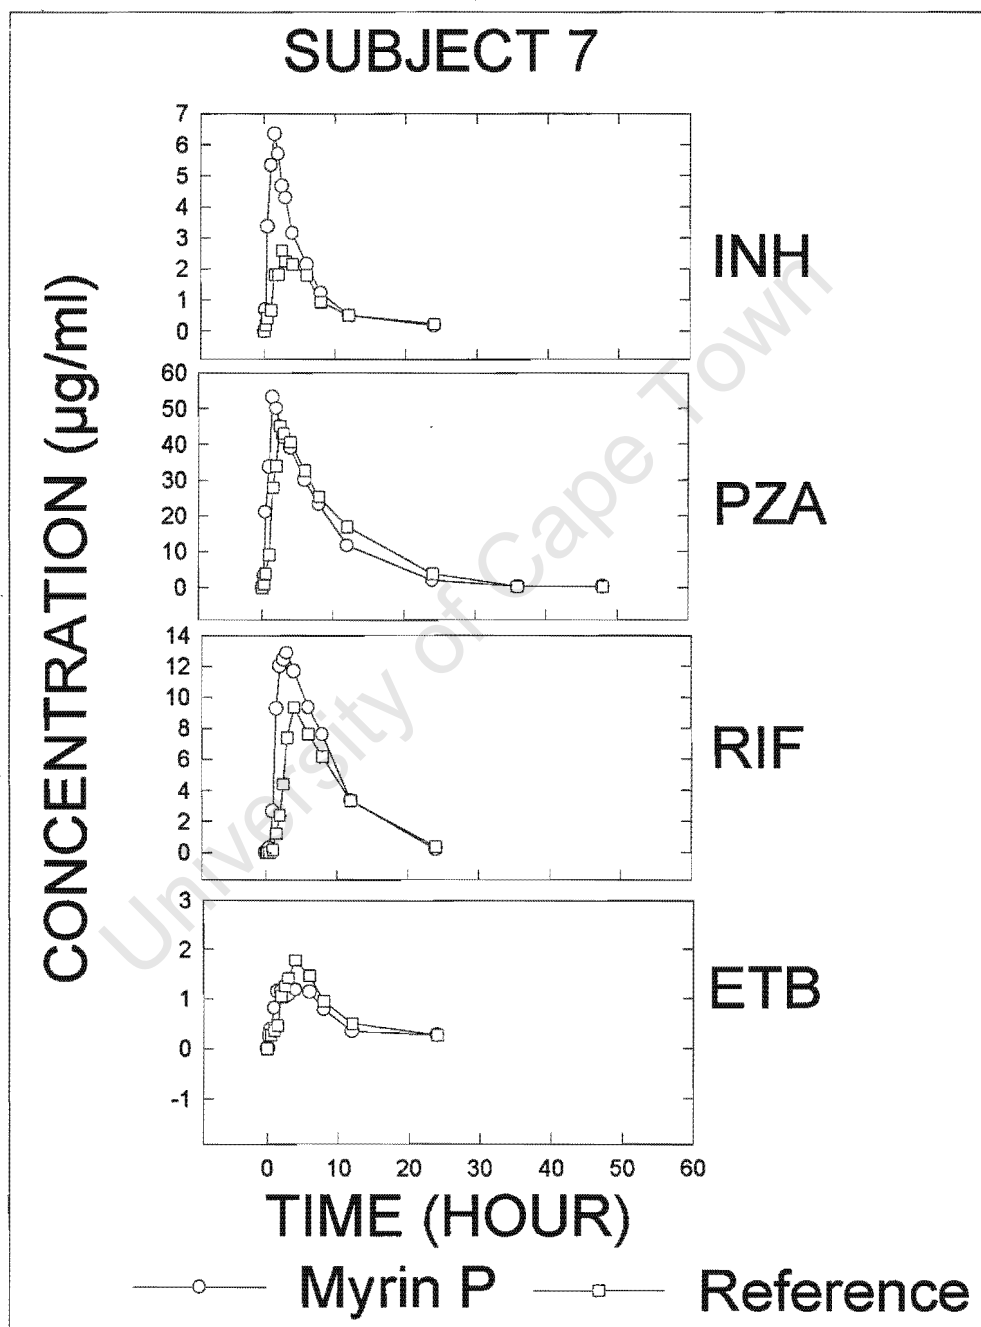 SUBJECT 7
CONCENTRATION (µg/ml)
7
6
5
4
3
2
1
0
INH
60
50
40
30
20
10
0
PZA
14
12
10
8
6
4
2
0
RIF
3
2
1
0
-1
ETB
0 10 20 30 40 50 60
TIME (HOUR)
Myrin P Reference
University of Cape Town